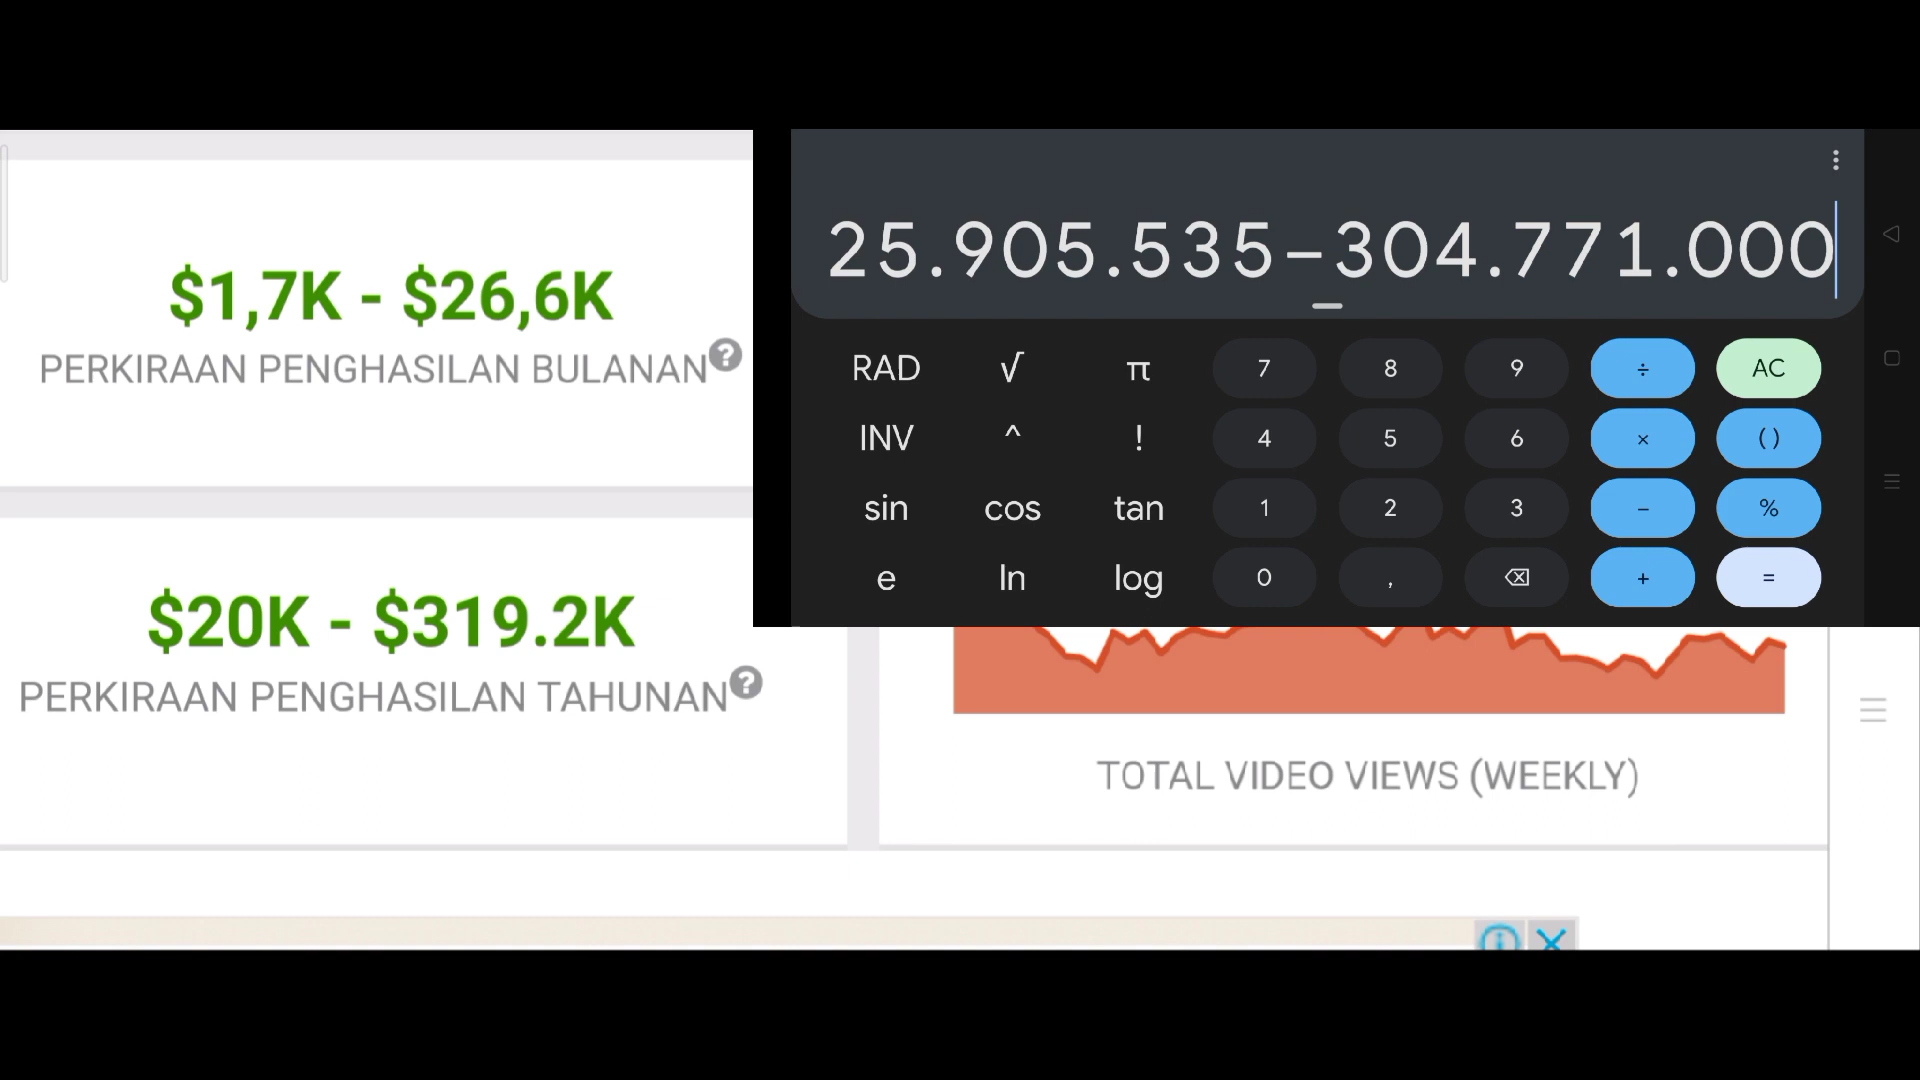 $1,7K - $26,6K
PERKIRAAN PENGHASILAN BULANAN?
$20K - $319.2K
PERKIRAAN PENGHASILAN TAHUNAN?
25.905.535−304.771.000
RAD √ π 7 8 9 ÷ AC
INV ^ ! 4 5 6 × ()
sin cos tan 1 2 3 − %
e ln log 0 , + =
TOTAL VIDEO VIEWS (WEEKLY)